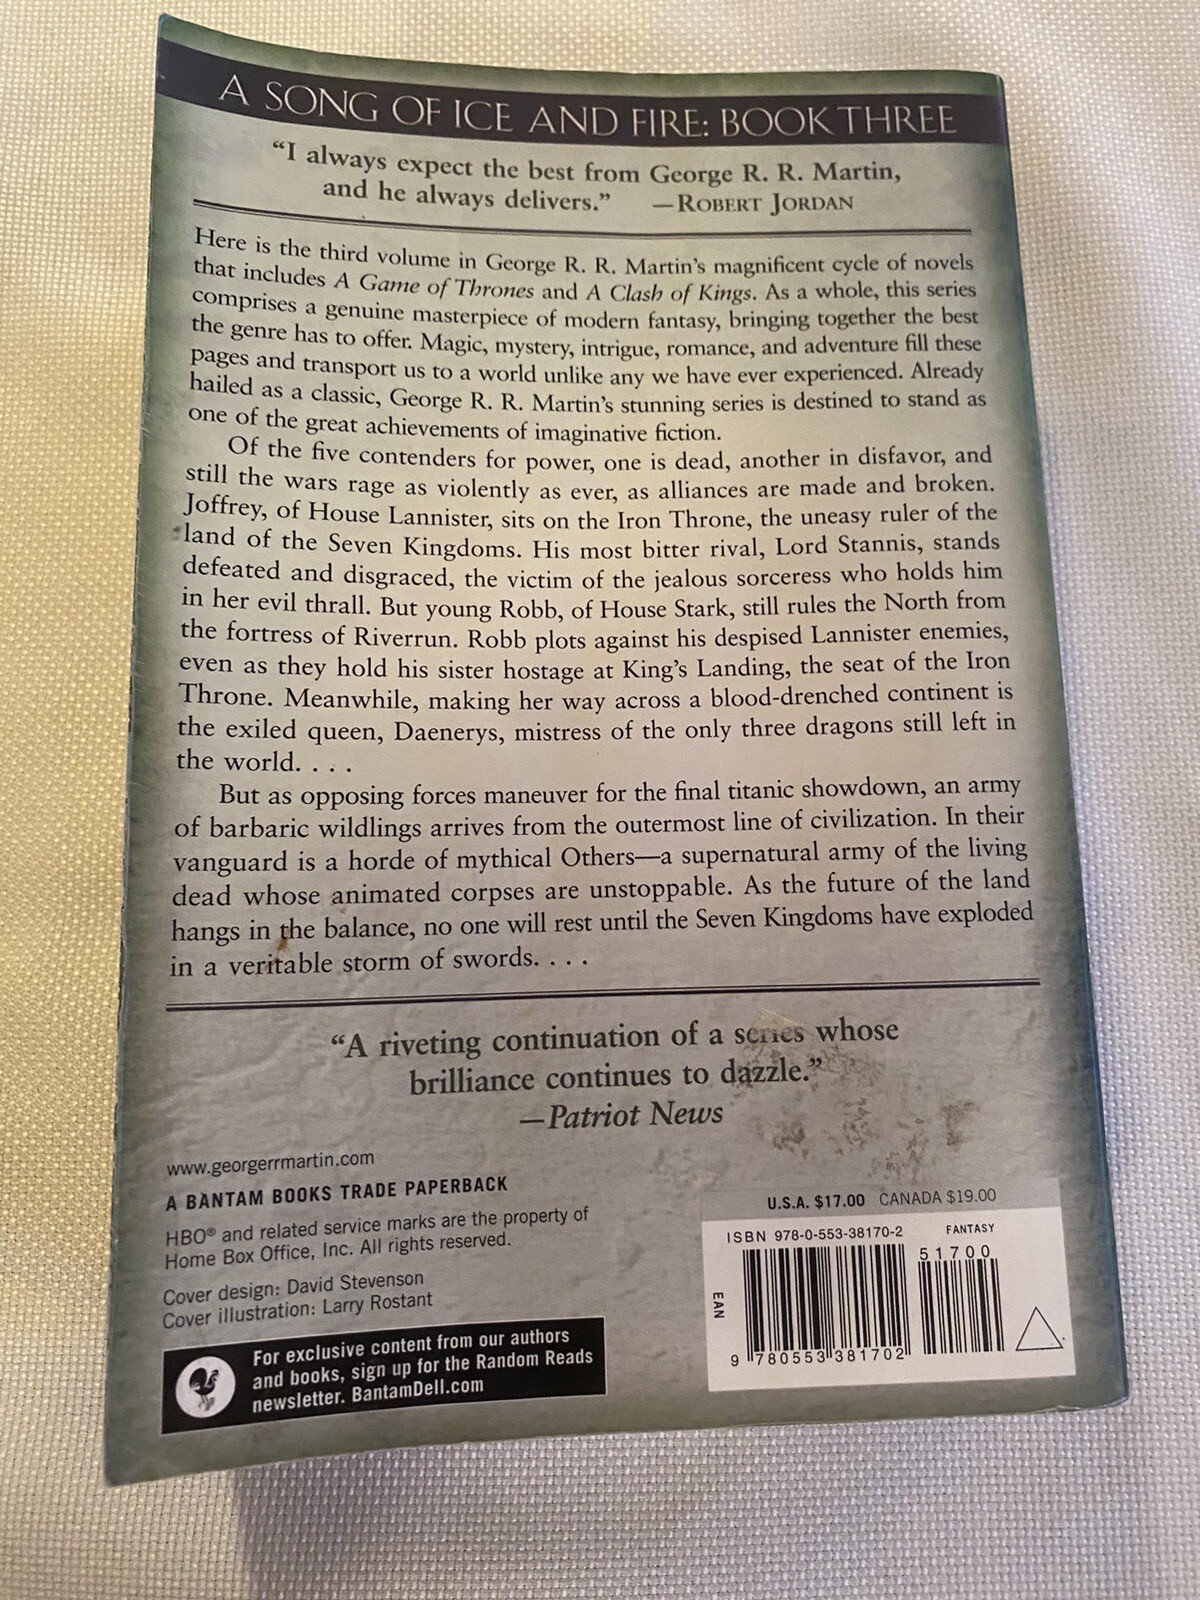 A SONG OF ICE AND FIRE: BOOK THREE
“I always expect the best from George R. R. Martin,
and he always delivers.” —ROBERT JORDAN
Here is the third volume in George R. R. Martin’s magnificent cycle of novels
that includes A Game of Thrones and A Clash of Kings. As a whole, this series
comprises a genuine masterpiece of modern fantasy, bringing together the best
the genre has to offer. Magic, mystery, intrigue, romance, and adventure fill these
pages and transport us to a world unlike any we have ever experienced. Already
hailed as a classic, George R. R. Martin’s stunning series is destined to stand as
one of the great achievements of imaginative fiction.
Of the five contenders for power, one is dead, another in disfavor, and
still the wars rage as violently as ever, as alliances are made and broken.
Joffrey, of House Lannister, sits on the Iron Throne, the uneasy ruler of the
land of the Seven Kingdoms. His most bitter rival, Lord Stannis, stands
defeated and disgraced, the victim of the jealous sorceress who holds him
in her evil thrall. But young Robb, of House Stark, still rules the North from
the fortress of Riverrun. Robb plots against his despised Lannister enemies,
even as they hold his sister hostage at King’s Landing, the seat of the Iron
Throne. Meanwhile, making her way across a blood-drenched continent is
the exiled queen, Daenerys, mistress of the only three dragons still left in
the world. . . .
But as opposing forces maneuver for the final titanic showdown, an army
of barbaric wildlings arrives from the outermost line of civilization. In their
vanguard is a horde of mythical Others—a supernatural army of the living
dead whose animated corpses are unstoppable. As the future of the land
hangs in the balance, no one will rest until the Seven Kingdoms have exploded
in a veritable storm of swords. . . .
“A riveting continuation of a series whose
brilliance continues to dazzle.”
—Patriot News
www.georgerrmartin.com
A BANTAM BOOKS TRADE PAPERBACK
HBO® and related service marks are the property of
Home Box Office, Inc. All rights reserved.
Cover design: David Stevenson
Cover illustration: Larry Rostant
For exclusive content from our authors
and books, sign up for the Random Reads
newsletter. BantamDell.com
U.S.A. $17.00 CANADA $19.00
ISBN 978-0-553-38170-2 FANTASY
51700
EAN
9 780553 381702